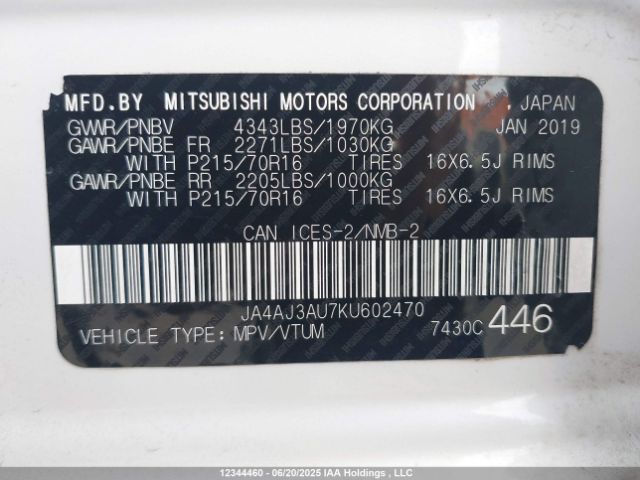 MFD.BY MITSUBISHI MOTORS CORPORATION , JAPAN
GVWR/PNBV 4343LBS/1970KG JAN 2019
GAWR/PNBE FR 2271LBS/1030KG
WITH P215/70R16 TIRES 16X6.5J RIMS
GAWR/PNBE RR 2205LBS/1000KG
WITH P215/70R16 TIRES 16X6.5J RIMS
CAN ICES-2/NMB-2
JA4AJ3AU7KU602470
VEHICLE TYPE: MPV/VTUM 7430C 446
12344460 - 06/20/2025 IAA Holdings, LLC